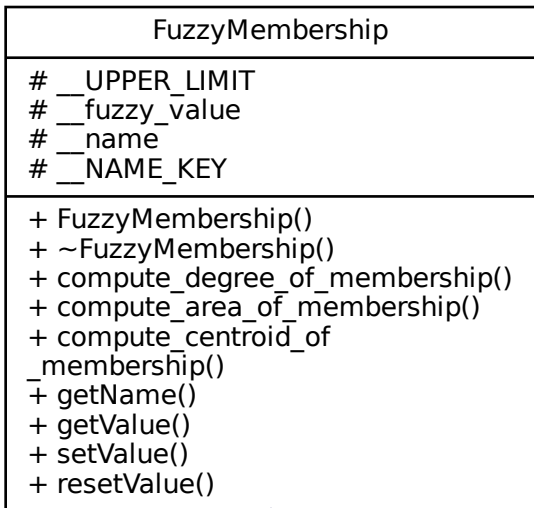 FuzzyMembership
# __UPPER_LIMIT
# __fuzzy_value
# __name
# __NAME_KEY
+ FuzzyMembership()
+ ~FuzzyMembership()
+ compute_degree_of_membership()
+ compute_area_of_membership()
+ compute_centroid_of
_membership()
+ getName()
+ getValue()
+ setValue()
+ resetValue()